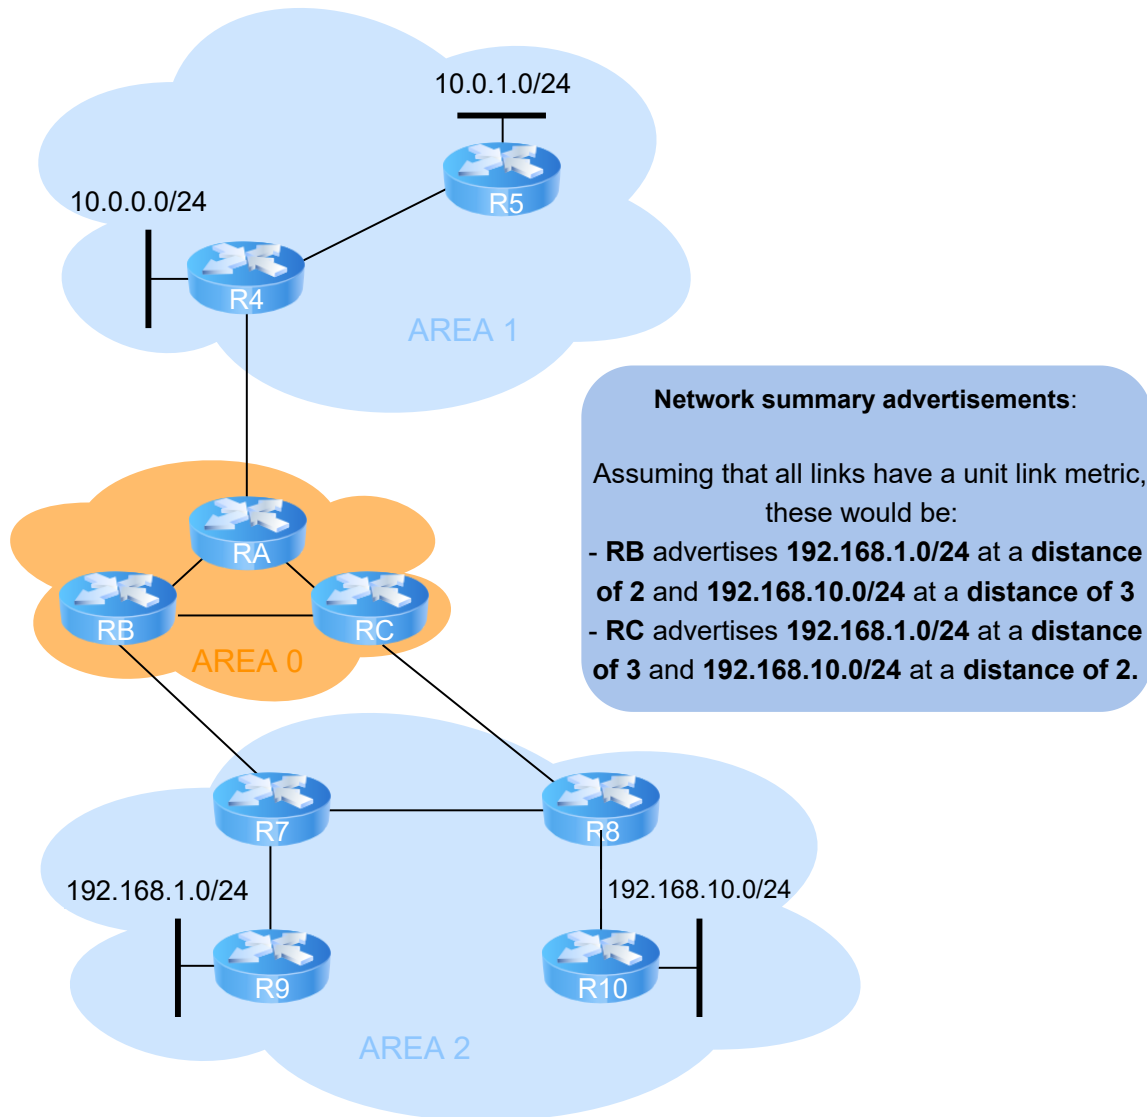 10.0.1.0/24
R5
10.0.0.0/24
R4
AREA 1
Network summary advertisements:
Assuming that all links have a unit link metric,
these would be:
- RB advertises 192.168.1.0/24 at a distance
of 2 and 192.168.10.0/24 at a distance of 3
- RC advertises 192.168.1.0/24 at a distance
of 3 and 192.168.10.0/24 at a distance of 2.
RA
RB
RC
AREA 0
R7
R8
192.168.1.0/24
192.168.10.0/24
R9
R10
AREA 2